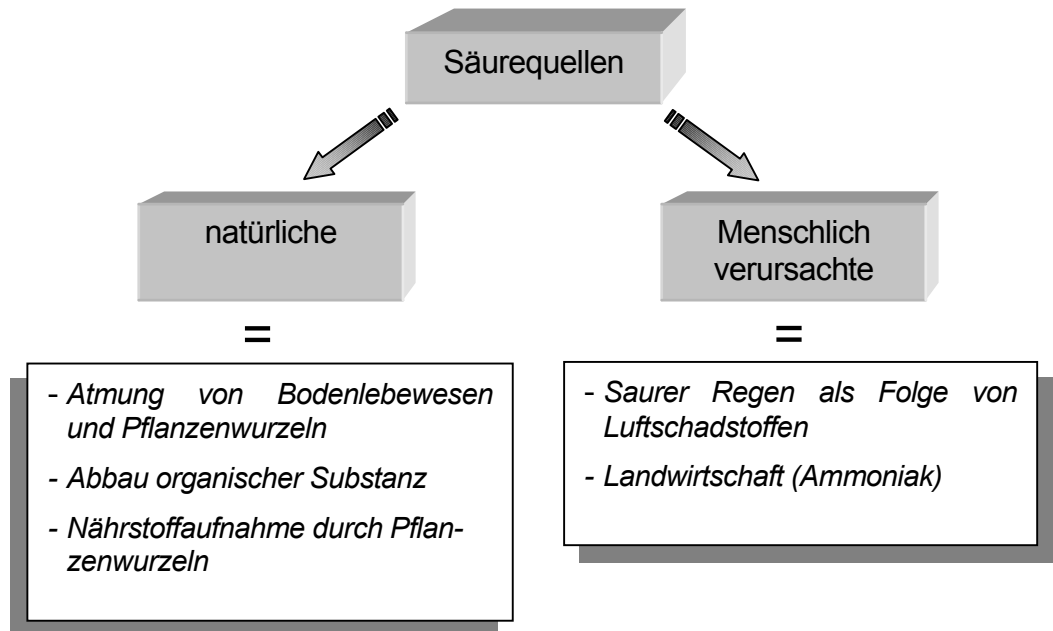 Säurequellen
natürliche
Menschlich
verursachte
=
=
- Atmung von Bodenlebewesen
und Pflanzenwurzeln
- Abbau organischer Substanz
- Nährstoffaufnahme durch Pflan-
zenwurzeln
- Saurer Regen als Folge von
Luftschadstoffen
- Landwirtschaft (Ammoniak)